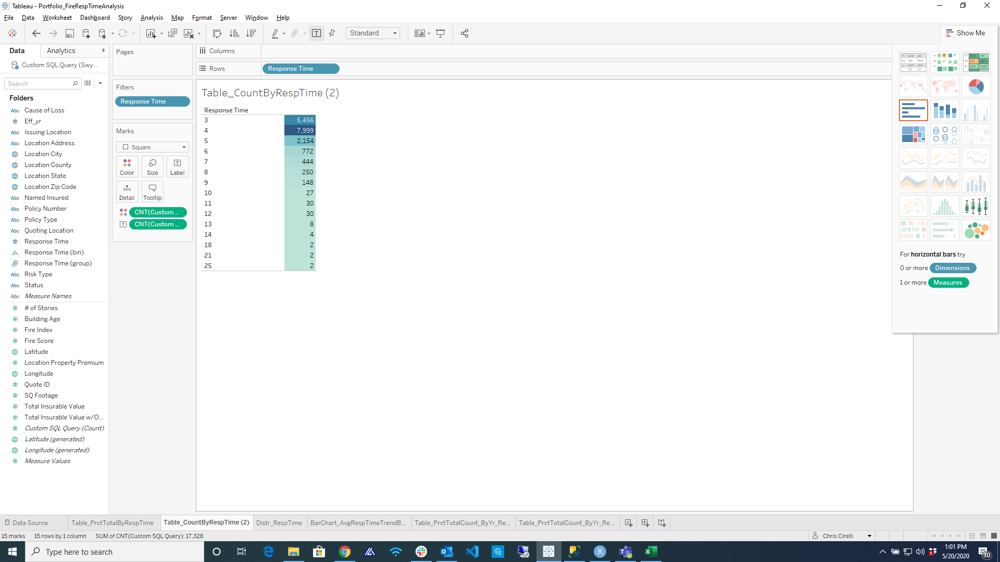 Tableau - Portfolio_FireRespTimeAnalysis
File Data Worksheet Dashboard Story Analysis Map Format Server Window Help
Standard
Show Me
Data Analytics
Custom SQL Query (Swy...
Search
Folders
Abc Cause of Loss
Eff_yr
Abc Issuing Location
Abc Location Address
Location City
Location County
Location State
Location Zip Code
Abc Named Insured
Abc Policy Number
Abc Policy Type
Abc Quoting Location
Response Time
Response Time (bin)
Response Time (group)
Abc Risk Type
Abc Status
Abc Measure Names
# of Stories
Building Age
Fire Index
Fire Score
Latitude
Location Property Premium
Longitude
Quote ID
SQ Footage
Total Insurable Value
Total Insurable Value w/O...
Custom SQL Query (Count)
Latitude (generated)
Longitude (generated)
Measure Values
Pages
Filters
Response Time
Marks
Square
Color Size Label
Detail Tooltip
CNT(Custom ..
CNT(Custom ..
Columns
Rows Response Time
Table_CountByRespTime (2)
Response Time
3 5,456
4 7,999
5 2,154
6 772
7 444
8 250
9 148
10 27
11 30
12 30
13 8
14 4
18 2
21 2
25 2
For horizontal bars try
0 or more Dimensions
1 or more Measures
Data Source Table_PrctTotalByRespTime Table_CountByRespTime (2) Distr_RespTime BarChart_AvgRespTimeTrendB... Table_PrctTotalCount_ByYr_Re... Table_PrctTotalCount_ByYr_Re...
15 marks 15 rows by 1 column SUM of CNT(Custom SQL Query): 17,328
Chris Cirelli
Type here to search
1:01 PM
5/20/2020
30